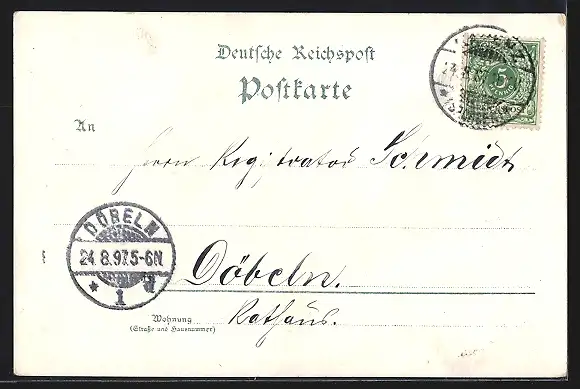 Deutsche Reichspost
Postkarte
5
An
Herrn Registrator Schmidt
DÖBELN
24.8.97.5-6N.
* 1 d
Döbeln.
Rathaus.
Wohnung
(Straße und Hausnummer)